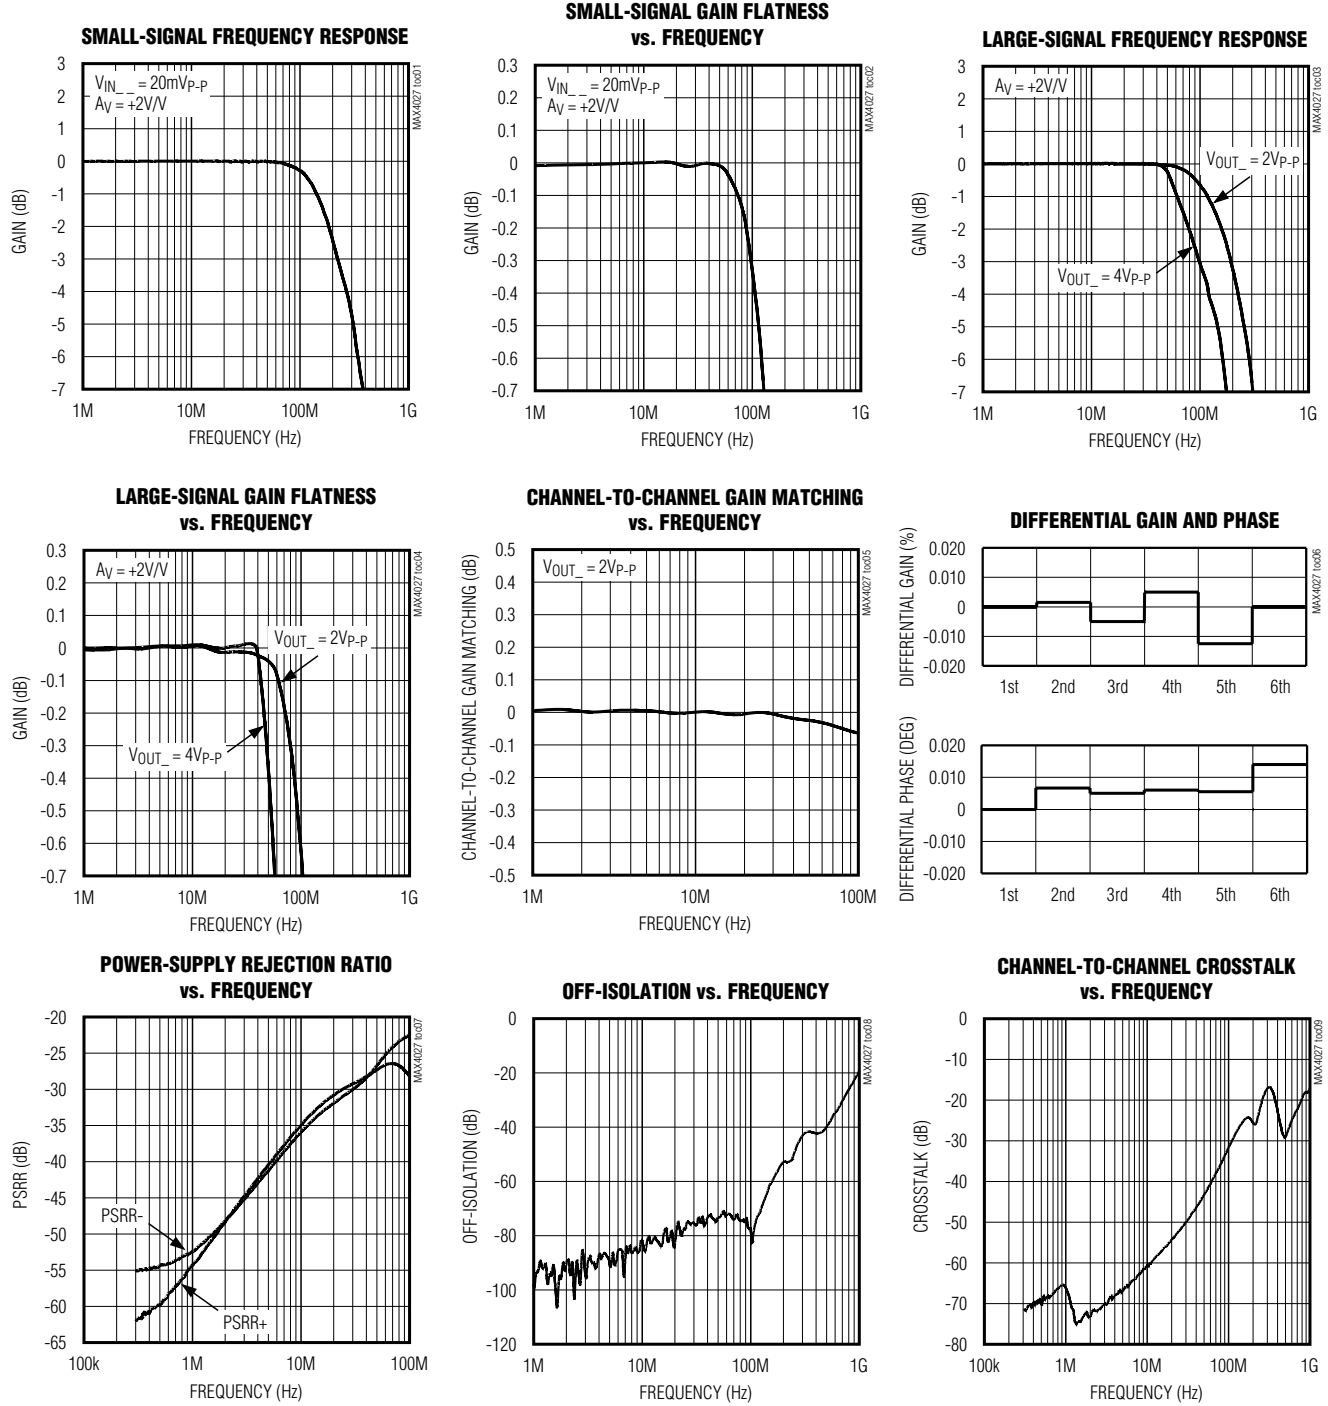 SMALL-SIGNAL FREQUENCY RESPONSE
3
2
1
0
-1
-2
-3
-4
-5
-6
-7
GAIN (dB)
VIN_ _ = 20mVP-P
AV = +2V/V
MAX4027 toc01
1M 10M 100M 1G
FREQUENCY (Hz)
SMALL-SIGNAL GAIN FLATNESS
vs. FREQUENCY
0.3
0.2
0.1
0
-0.1
-0.2
-0.3
-0.4
-0.5
-0.6
-0.7
GAIN (dB)
VIN_ _ = 20mVP-P
AV = +2V/V
MAX4027 toc02
1M 10M 100M 1G
FREQUENCY (Hz)
LARGE-SIGNAL FREQUENCY RESPONSE
3
2
1
0
-1
-2
-3
-4
-5
-6
-7
GAIN (dB)
AV = +2V/V
VOUT_ = 2VP-P
VOUT_ = 4VP-P
MAX4027 toc03
1M 10M 100M 1G
FREQUENCY (Hz)
LARGE-SIGNAL GAIN FLATNESS
vs. FREQUENCY
0.3
0.2
0.1
0
-0.1
-0.2
-0.3
-0.4
-0.5
-0.6
-0.7
GAIN (dB)
AV = +2V/V
VOUT_ = 2VP-P
VOUT_ = 4VP-P
MAX4027 toc04
1M 10M 100M 1G
FREQUENCY (Hz)
CHANNEL-TO-CHANNEL GAIN MATCHING
vs. FREQUENCY
0.5
0.4
0.3
0.2
0.1
0
-0.1
-0.2
-0.3
-0.4
-0.5
CHANNEL-TO-CHANNEL GAIN MATCHING (dB)
VOUT_ = 2VP-P
MAX4027 toc05
1M 10M 100M
FREQUENCY (Hz)
DIFFERENTIAL GAIN AND PHASE
0.020
0.010
0
-0.010
-0.020
DIFFERENTIAL GAIN (%)
MAX4027 toc06
1st 2nd 3rd 4th 5th 6th
0.020
0.010
0
-0.010
-0.020
DIFFERENTIAL PHASE (DEG)
1st 2nd 3rd 4th 5th 6th
POWER-SUPPLY REJECTION RATIO
vs. FREQUENCY
-20
-25
-30
-35
-40
-45
-50
-55
-60
-65
PSRR (dB)
PSRR-
PSRR+
MAX4027 toc07
100k 1M 10M 100M
FREQUENCY (Hz)
OFF-ISOLATION vs. FREQUENCY
0
-20
-40
-60
-80
-100
-120
OFF-ISOLATION (dB)
MAX4027 toc08
1M 10M 100M 1G
FREQUENCY (Hz)
CHANNEL-TO-CHANNEL CROSSTALK
vs. FREQUENCY
0
-10
-20
-30
-40
-50
-60
-70
-80
CROSSTALK (dB)
MAX4027 toc09
100k 1M 10M 100M 1G
FREQUENCY (Hz)